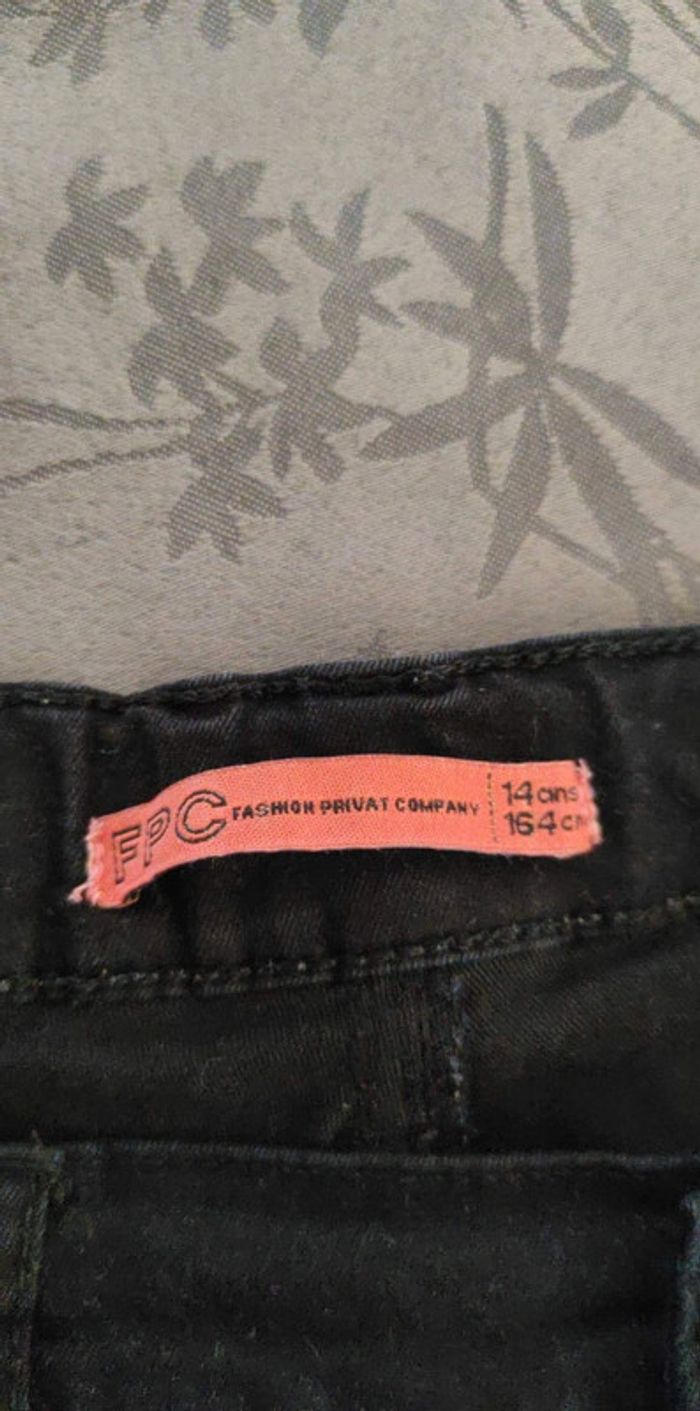 FPC FASHION PRIVAT COMPANY
14 ans
164 cm